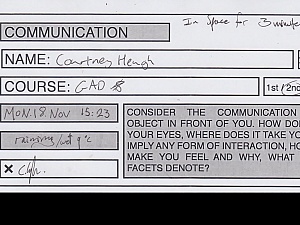 In Space for 3 minutes
COMMUNICATION
NAME: Courtney Heugh
COURSE: GAD
1st / 2nd
MON. 18. NOV 15:23
raining / wet 9°C
×
CONSIDER THE COMMUNICATION
OBJECT IN FRONT OF YOU. HOW DO
YOUR EYES, WHERE DOES IT TAKE YO
IMPLY ANY FORM OF INTERACTION, HO
MAKE YOU FEEL AND WHY, WHAT
FACETS DENOTE?